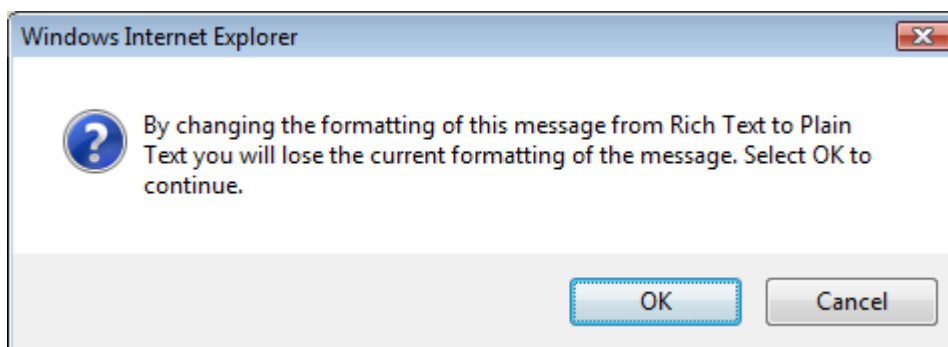 Windows Internet Explorer
By changing the formatting of this message from Rich Text to Plain
Text you will lose the current formatting of the message. Select OK to
continue.
OK
Cancel